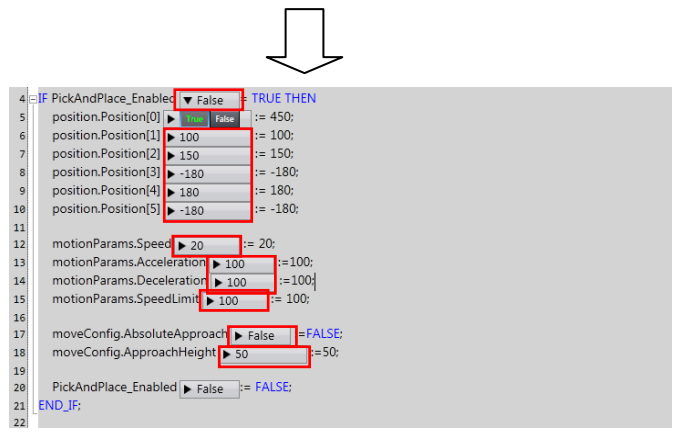 4 IF PickAndPlace_Enabled ▼ False = TRUE THEN
5 position.Position[0] ▶ True False := 450;
6 position.Position[1] ▶ 100 := 100;
7 position.Position[2] ▶ 150 := 150;
8 position.Position[3] ▶ -180 := -180;
9 position.Position[4] ▶ 180 := 180;
10 position.Position[5] ▶ -180 := -180;
11
12 motionParams.Speed ▶ 20 := 20;
13 motionParams.Acceleration ▶ 100 :=100;
14 motionParams.Deceleration ▶ 100 :=100;
15 motionParams.SpeedLimit ▶ 100 := 100;
16
17 moveConfig.AbsoluteApproach ▶ False =FALSE;
18 moveConfig.ApproachHeight ▶ 50 :=50;
19
20 PickAndPlace_Enabled ▶ False := FALSE;
21 END_IF;
22